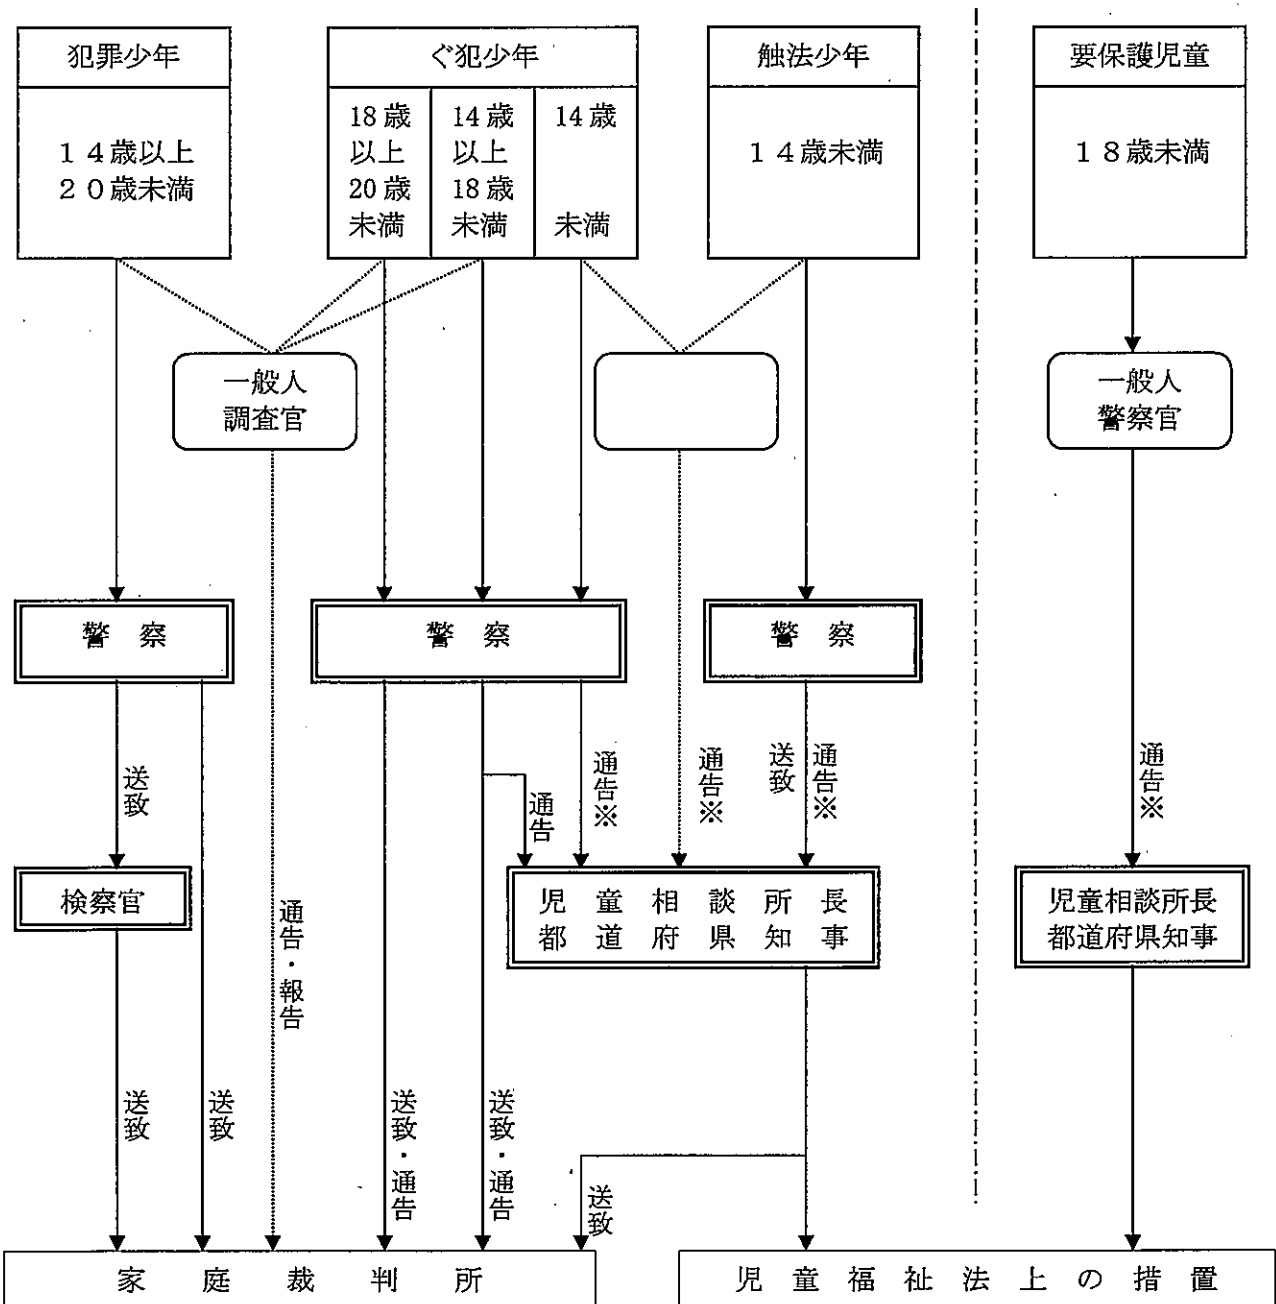 犯罪少年
１４歳以上
２０歳未満
ぐ犯少年
18歳
以上
20歳
未満
14歳
以上
18歳
未満
14歳
未満
触法少年
１４歳未満
要保護児童
１８歳未満
一般人
調査官
一般人
警察官
警 察
警 察
警 察
送致
通告
通告※
通告※
送致
通告※
通告※
検察官
児童相談所長
都道府県知事
児童相談所長
都道府県知事
通告・報告
送致
送致
送致・通告
送致・通告
送致
家庭裁判所
児童福祉法上の措置